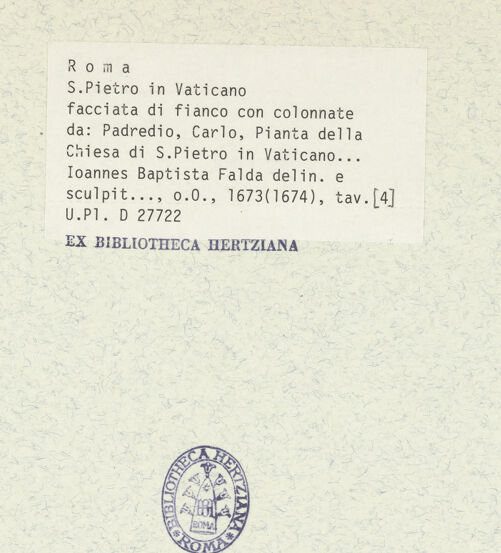 R o m a
S.Pietro in Vaticano
facciata di fianco con colonnate
da: Padredio, Carlo, Pianta della
Chiesa di S.Pietro in Vaticano...
Ioannes Baptista Falda delin. e
sculpit..., o.O., 1673(1674), tav.[4]
U.Pl. D 27722
EX BIBLIOTHECA HERTZIANA
*BIBLIOTHECA HERTZIANA*
ROMA
ROMA